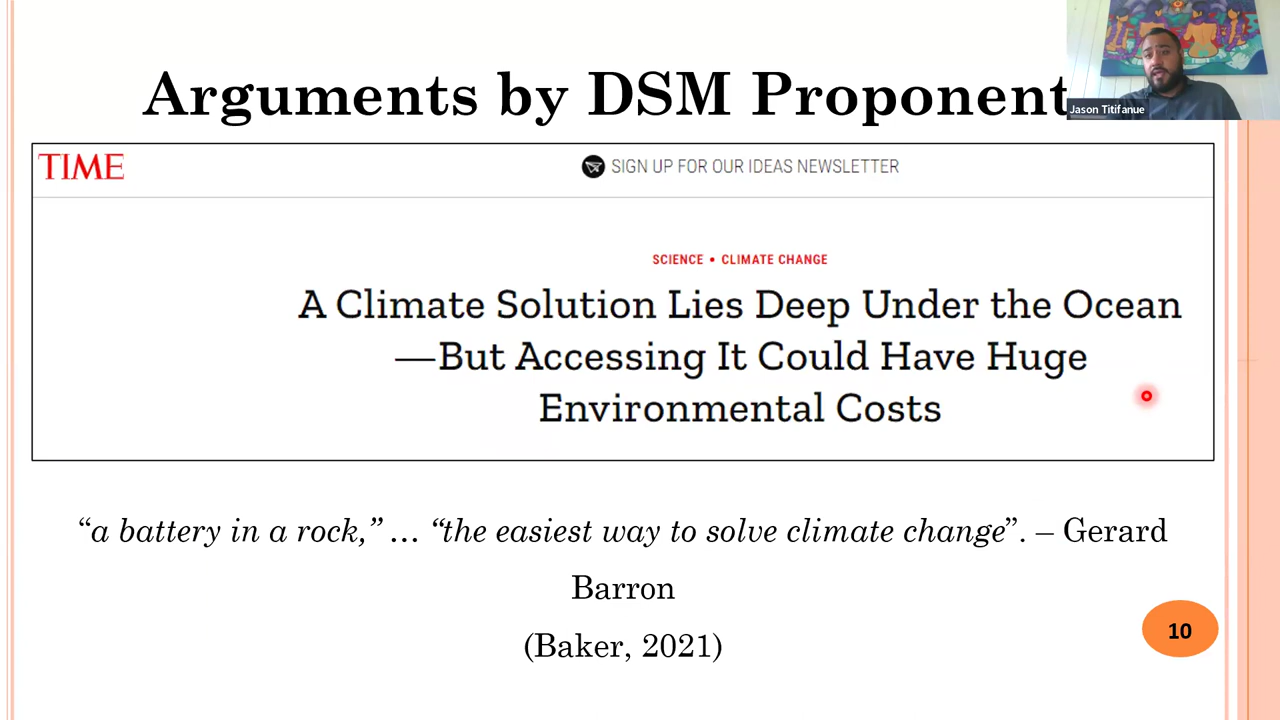 Arguments by DSM Proponent
Jason Titifanue
TIME
SIGN UP FOR OUR IDEAS NEWSLETTER
SCIENCE • CLIMATE CHANGE
A Climate Solution Lies Deep Under the Ocean
—But Accessing It Could Have Huge
Environmental Costs
“a battery in a rock,” … “the easiest way to solve climate change”. – Gerard
Barron
(Baker, 2021)
10